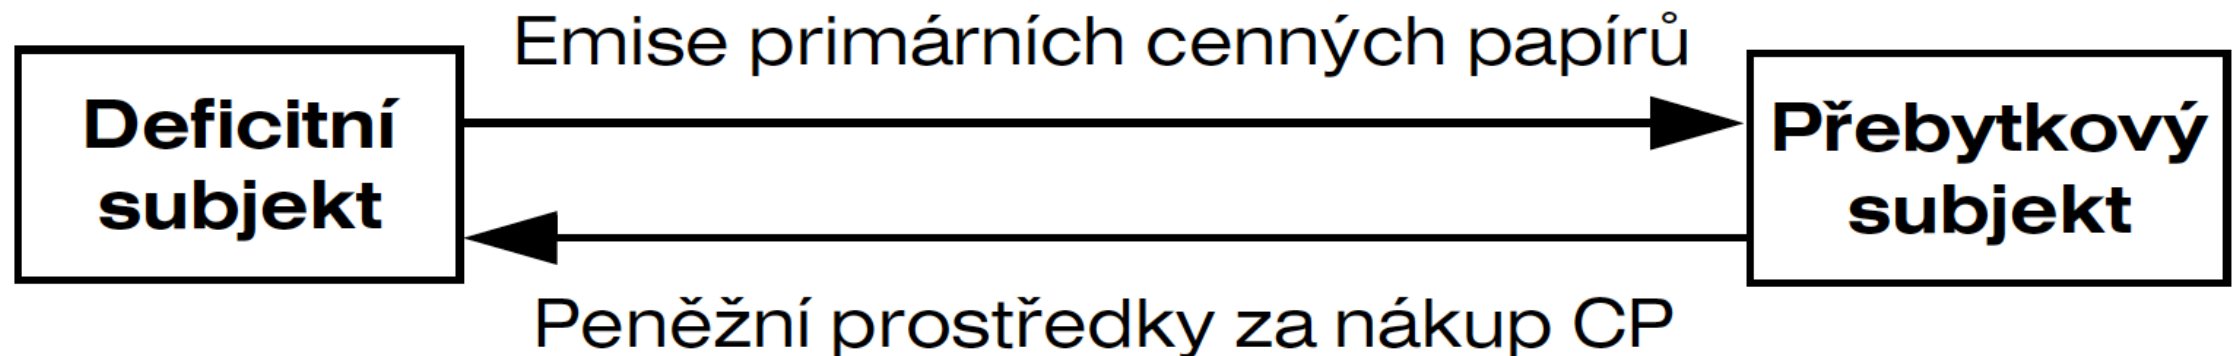 Emise primárních cenných papírů
Deficitní
subjekt
Přebytkový
subjekt
Peněžní prostředky za nákup CP